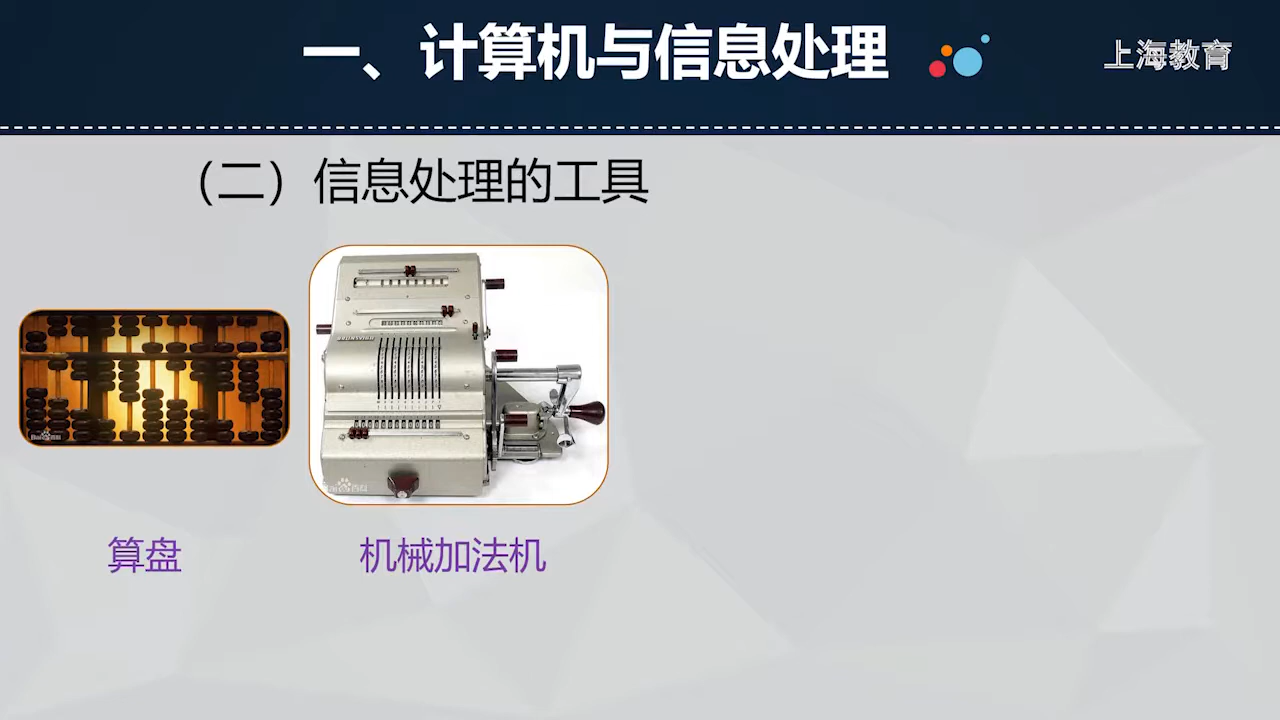 一、计算机与信息处理
上海教育
（二）信息处理的工具
算盘
机械加法机